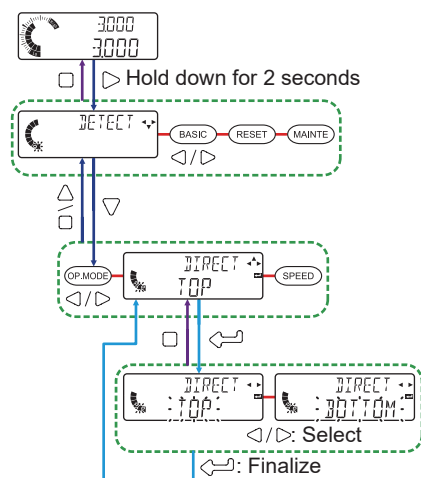 3.000
3.000
Hold down for 2 seconds
DETECT
BASIC RESET MAINTE
/
OP.MODE DIRECT SPEED
TOP
/
DIRECT DIRECT
TOP BOTTOM
/ : Select
: Finalize